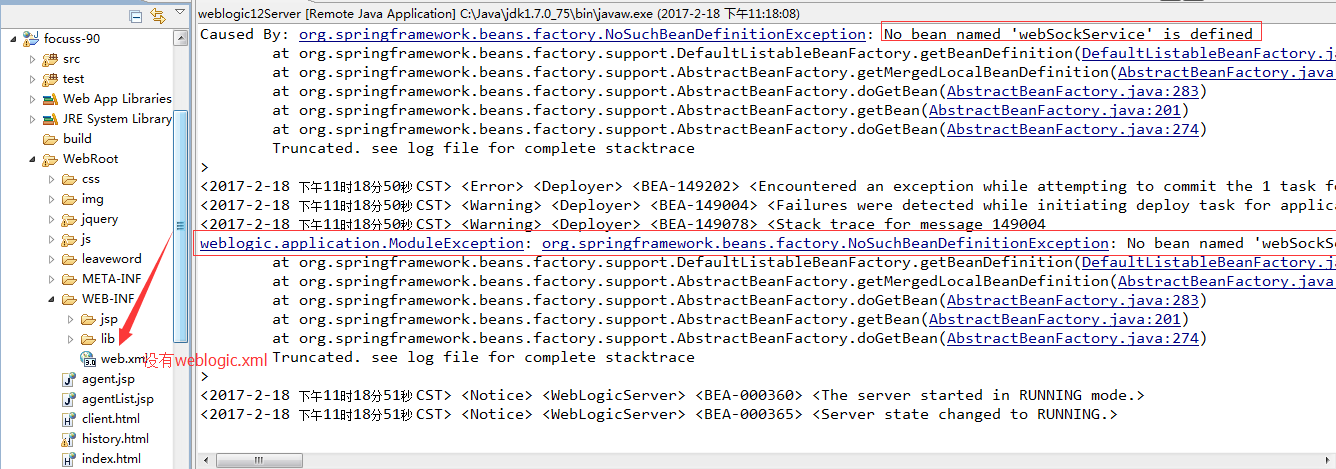 focuss-90
src
test
Web App Libraries
JRE System Library
build
WebRoot
css
img
jquery
js
leaveword
META-INF
WEB-INF
jsp
lib
web.xml
没有weblogic.xml
agent.jsp
agentList.jsp
client.html
history.html
index.html
weblogic12Server [Remote Java Application] C:\Java\jdk1.7.0_75\bin\javaw.exe (2017-2-18 下午11:18:08)
Caused By: org.springframework.beans.factory.NoSuchBeanDefinitionException: No bean named 'webSockService' is defined
at org.springframework.beans.factory.support.DefaultListableBeanFactory.getBeanDefinition(DefaultListableBeanFactory.ja
at org.springframework.beans.factory.support.AbstractBeanFactory.getMergedLocalBeanDefinition(AbstractBeanFactory.java
at org.springframework.beans.factory.support.AbstractBeanFactory.doGetBean(AbstractBeanFactory.java:283)
at org.springframework.beans.factory.support.AbstractBeanFactory.getBean(AbstractBeanFactory.java:201)
at org.springframework.beans.factory.support.AbstractBeanFactory.doGetBean(AbstractBeanFactory.java:274)
Truncated. see log file for complete stacktrace
>
<2017-2-18 下午11时18分50秒 CST> <Error> <Deployer> <BEA-149202> <Encountered an exception while attempting to commit the 1 task fo
<2017-2-18 下午11时18分50秒 CST> <Warning> <Deployer> <BEA-149004> <Failures were detected while initiating deploy task for applica
<2017-2-18 下午11时18分50秒 CST> <Warning> <Deployer> <BEA-149078> <Stack trace for message 149004
weblogic.application.ModuleException: org.springframework.beans.factory.NoSuchBeanDefinitionException: No bean named 'webSockS
at org.springframework.beans.factory.support.DefaultListableBeanFactory.getBeanDefinition(DefaultListableBeanFactory.ja
at org.springframework.beans.factory.support.AbstractBeanFactory.getMergedLocalBeanDefinition(AbstractBeanFactory.java
at org.springframework.beans.factory.support.AbstractBeanFactory.doGetBean(AbstractBeanFactory.java:283)
at org.springframework.beans.factory.support.AbstractBeanFactory.getBean(AbstractBeanFactory.java:201)
at org.springframework.beans.factory.support.AbstractBeanFactory.doGetBean(AbstractBeanFactory.java:274)
Truncated. see log file for complete stacktrace
>
<2017-2-18 下午11时18分51秒 CST> <Notice> <WebLogicServer> <BEA-000360> <The server started in RUNNING mode.>
<2017-2-18 下午11时18分51秒 CST> <Notice> <WebLogicServer> <BEA-000365> <Server state changed to RUNNING.>